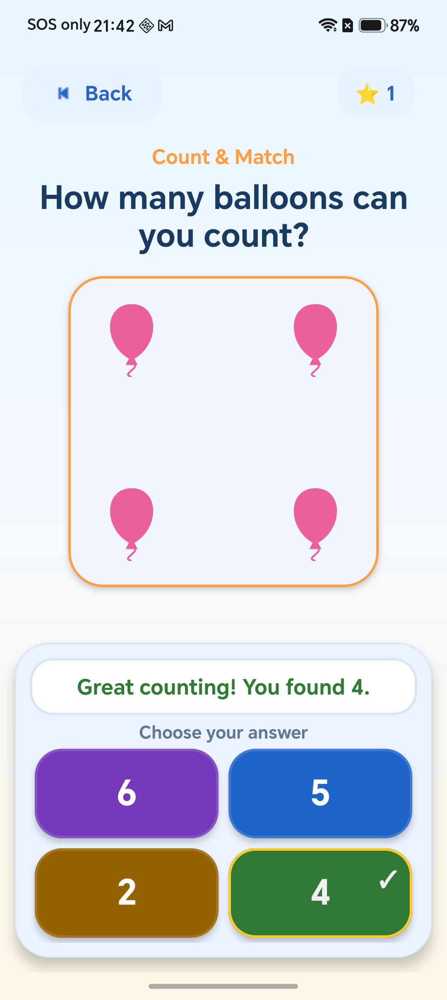 SOS only 21:42 87%
Back
1
Count & Match
How many balloons can
you count?
Great counting! You found 4.
Choose your answer
6
5
2
4 ✓